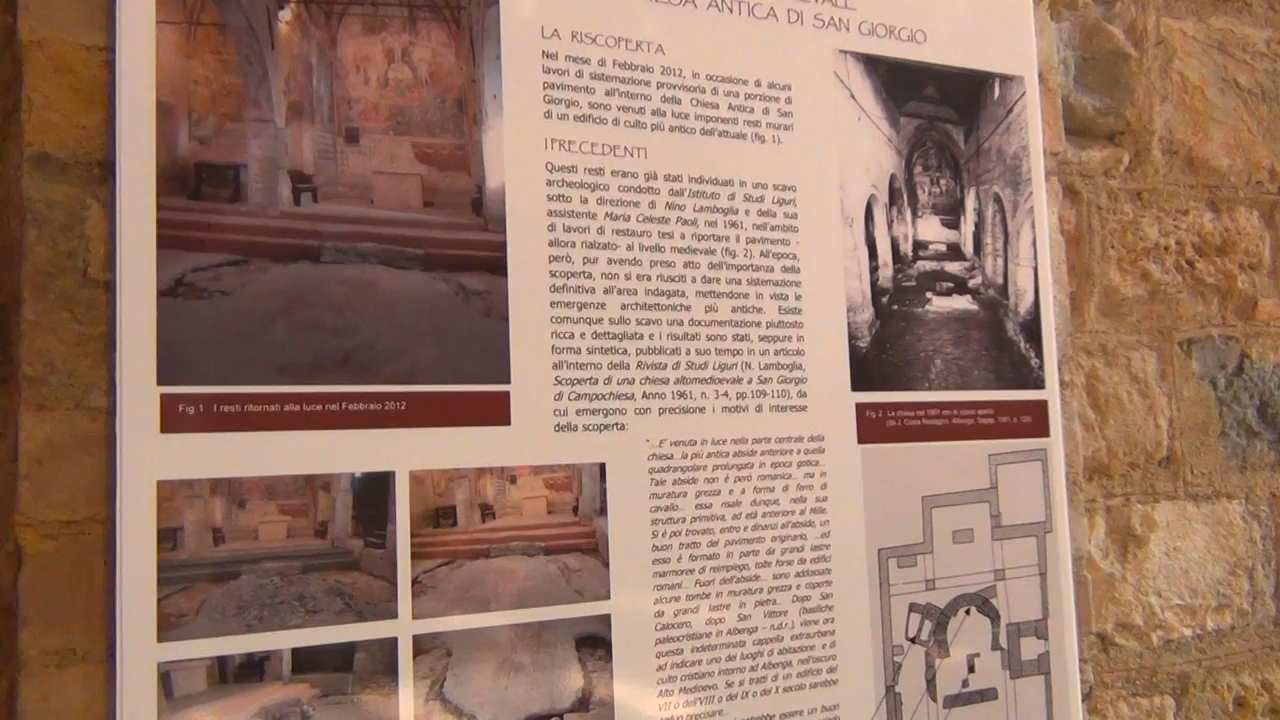 CHIESA ANTICA DI SAN GIORGIO
LA RISCOPERTA
Nel mese di Febbraio 2012, in occasione di alcuni
lavori di sistemazione provvisoria di una porzione di
pavimento all'interno della Chiesa Antica di San
Giorgio, sono venuti alla luce imponenti resti murari
di un edificio di culto più antico dell'attuale (fig. 1).
I PRECEDENTI
Questi resti erano già stati individuati in uno scavo
archeologico condotto dall'Istituto di Studi Liguri,
sotto la direzione di Nino Lamboglia e della sua
assistente Maria Celeste Paoli, nel 1961, nell'ambito
di lavori di restauro tesi a riportare il pavimento -
allora rialzato- al livello medievale (fig. 2). All'epoca,
però, pur avendo preso atto dell'importanza della
scoperta, non si era riusciti a dare una sistemazione
definitiva all'area indagata, mettendone in vista le
emergenze architettoniche più antiche. Esiste
comunque sullo scavo una documentazione piuttosto
ricca e dettagliata e i risultati sono stati, seppure in
forma sintetica, pubblicati a suo tempo in un articolo
all'interno della Rivista di Studi Liguri (N. Lamboglia,
Scoperta di una chiesa altomedioevale a San Giorgio
di Campochiesa, Anno 1961, n. 3-4, pp.109-110), da
cui emergono con precisione i motivi di interesse
della scoperta:
"...E' venuta in luce nella parte centrale della
chiesa...la più antica abside anteriore a quella
quadrangolare prolungata in epoca gotica...
Tale abside non è però romanica... ma in
muratura grezza e a forma di ferro di
cavallo... essa risale dunque, nella sua
struttura primitiva, ad età anteriore al Mille.
Si è poi trovato, entro e dinanzi all'abside, un
buon tratto del pavimento originario, ...ed
esso è formato in parte da grandi lastre
marmoree di reimpiego, tolte forse da edifici
romani... Fuori dell'abside... sono addossate
alcune tombe in muratura grezza e coperte
da grandi lastre in pietra... Dopo San
Calocero, dopo San Vittore (basiliche
paleocristiane in Albenga – n.d.r.), viene ora
questa indeterminata cappella extraurbana
ad indicare uno dei luoghi di abitazione e di
culto cristiano intorno ad Albenga, nell'oscuro
Alto Medioevo. Se si tratti di un edificio del
VII o dell'VIII o del IX o del X secolo sarebbe
precisare...
essere un buon
Fig.1 I resti ritornati alla luce nel Febbraio 2012
Fig. 2 La chiesa nel 1961 con lo scavo aperto
(da J. Costa Restagno, Albenga, Sagep,